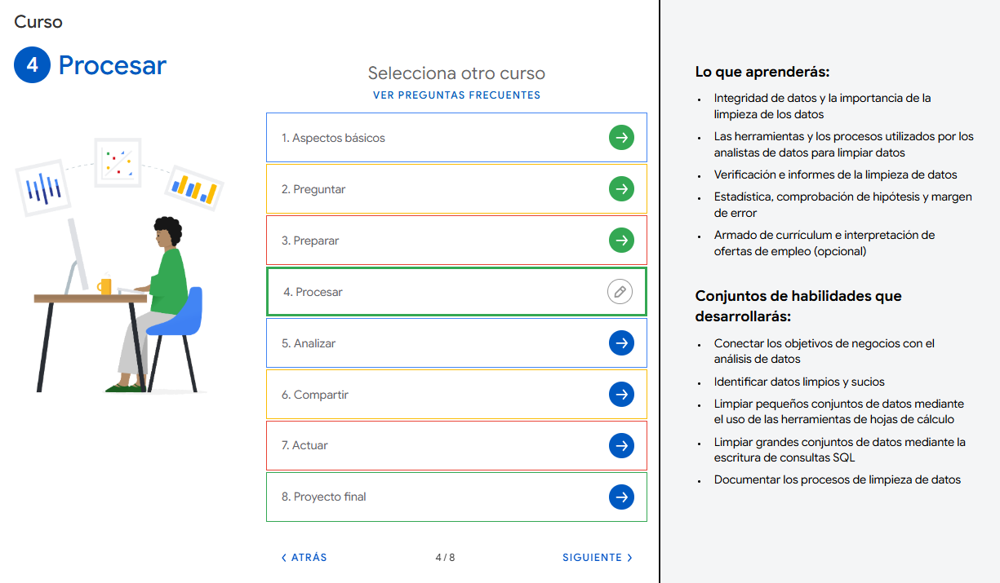 Curso
4 Procesar
Selecciona otro curso
VER PREGUNTAS FRECUENTES
1. Aspectos básicos
2. Preguntar
3. Preparar
4. Procesar
5. Analizar
6. Compartir
7. Actuar
8. Proyecto final
ATRÁS
4 / 8
SIGUIENTE
Lo que aprenderás:
• Integridad de datos y la importancia de la
limpieza de los datos
• Las herramientas y los procesos utilizados por los
analistas de datos para limpiar datos
• Verificación e informes de la limpieza de datos
• Estadística, comprobación de hipótesis y margen
de error
• Armado de currículum e interpretación de
ofertas de empleo (opcional)
Conjuntos de habilidades que
desarrollarás:
• Conectar los objetivos de negocios con el
análisis de datos
• Identificar datos limpios y sucios
• Limpiar pequeños conjuntos de datos mediante
el uso de las herramientas de hojas de cálculo
• Limpiar grandes conjuntos de datos mediante la
escritura de consultas SQL
• Documentar los procesos de limpieza de datos